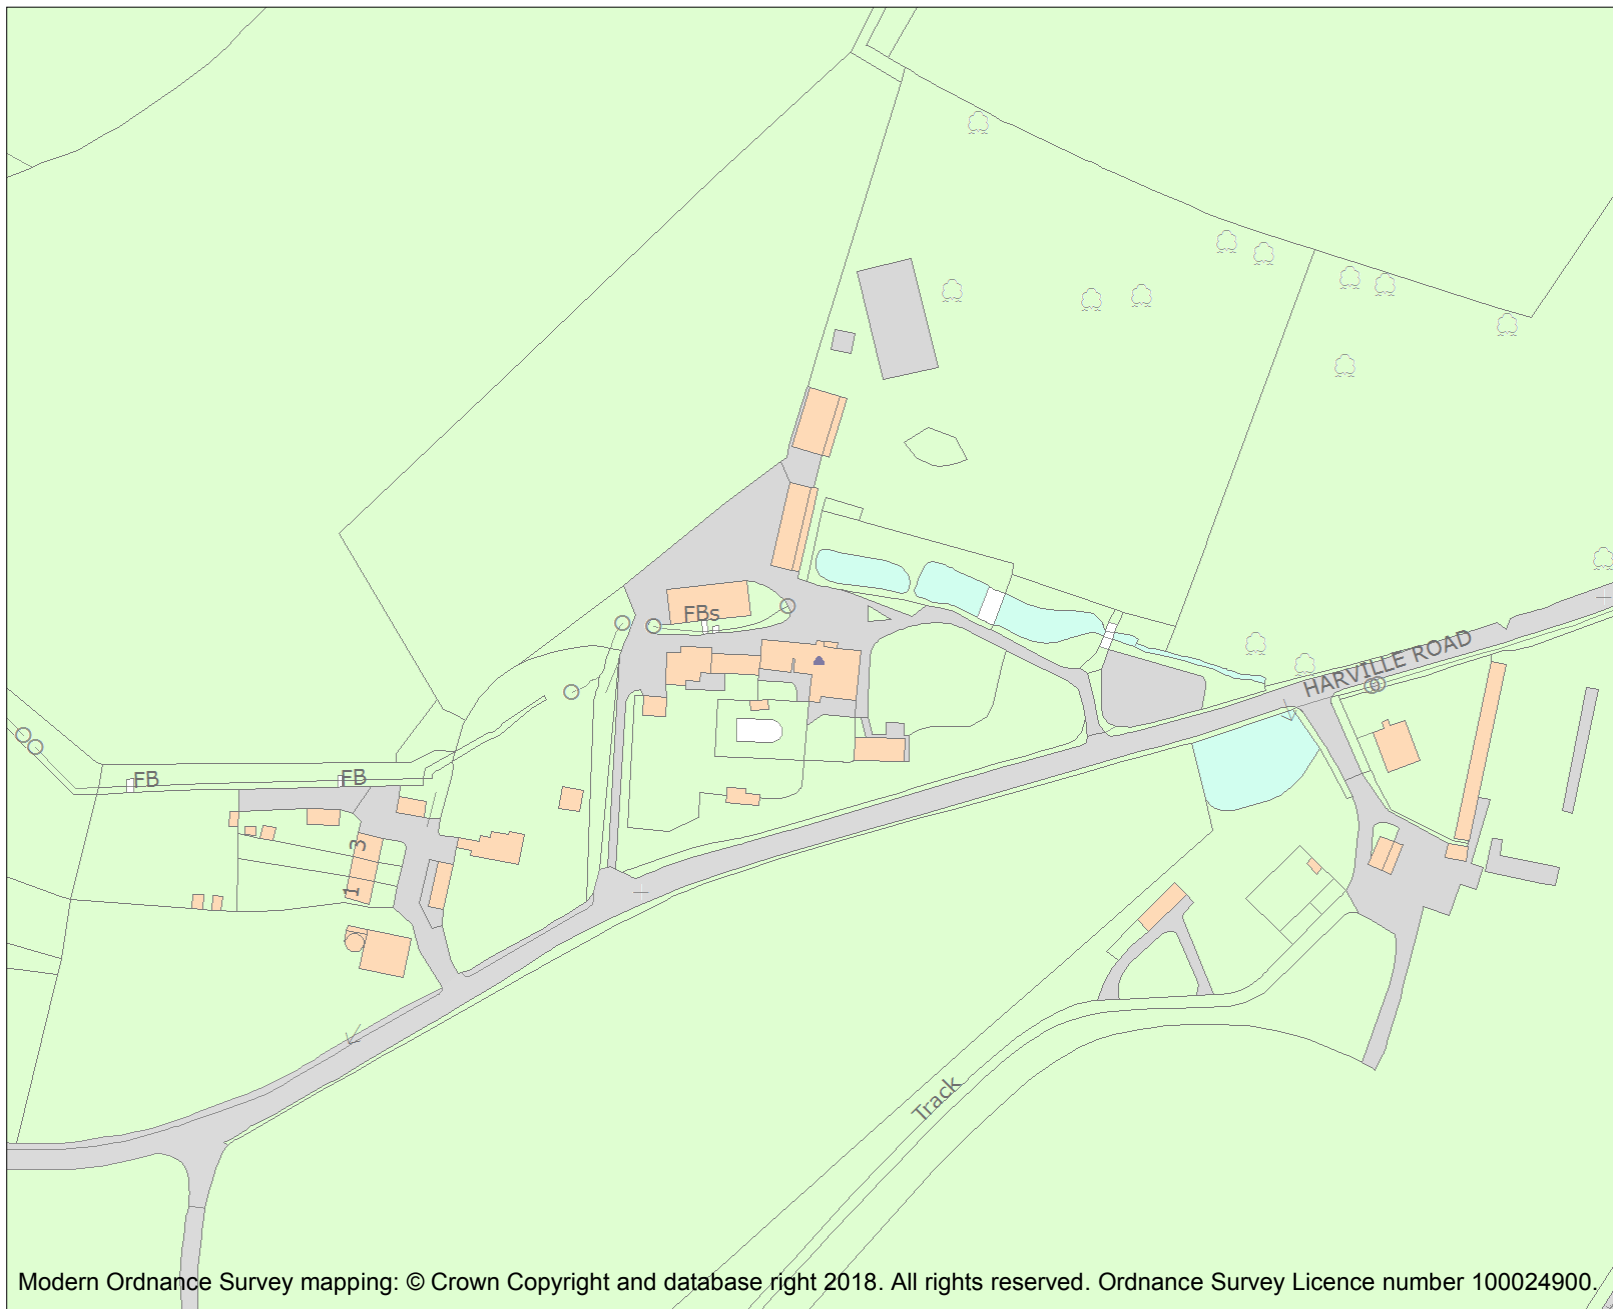 FBs
HARVILLE ROAD
FB
FB
3
1
Track
Modern Ordnance Survey mapping: © Crown Copyright and database right 2018. All rights reserved. Ordnance Survey Licence number 100024900.